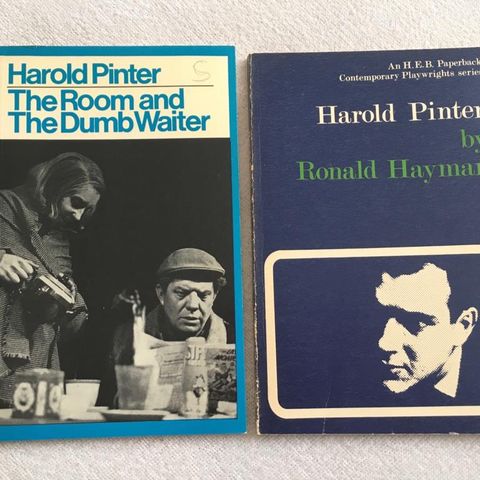 Harold Pinter
The Room and
The Dumb Waiter
S
An H.E.B. Paperback
Contemporary Playwrights series
Harold Pinter
by
Ronald Hayman